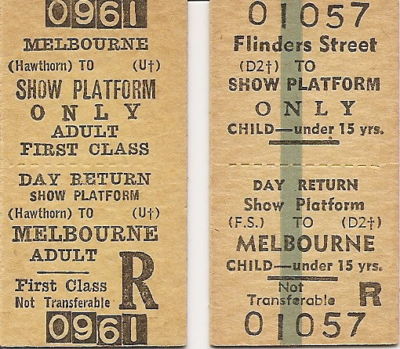 0961
MELBOURNE
(Hawthorn) TO (U†)
SHOW PLATFORM
ONLY
ADULT
FIRST CLASS
DAY RETURN
SHOW PLATFORM
(Hawthorn) TO (U†)
MELBOURNE
ADULT
First Class
Not Transferable
R
0961
01057
Flinders Street
(D2†) TO
SHOW PLATFORM
ONLY
CHILD—under 15 yrs.
DAY RETURN
Show Platform
(F.S.) TO (D2†)
MELBOURNE
CHILD—under 15 yrs.
Not
Transferable
R
01057